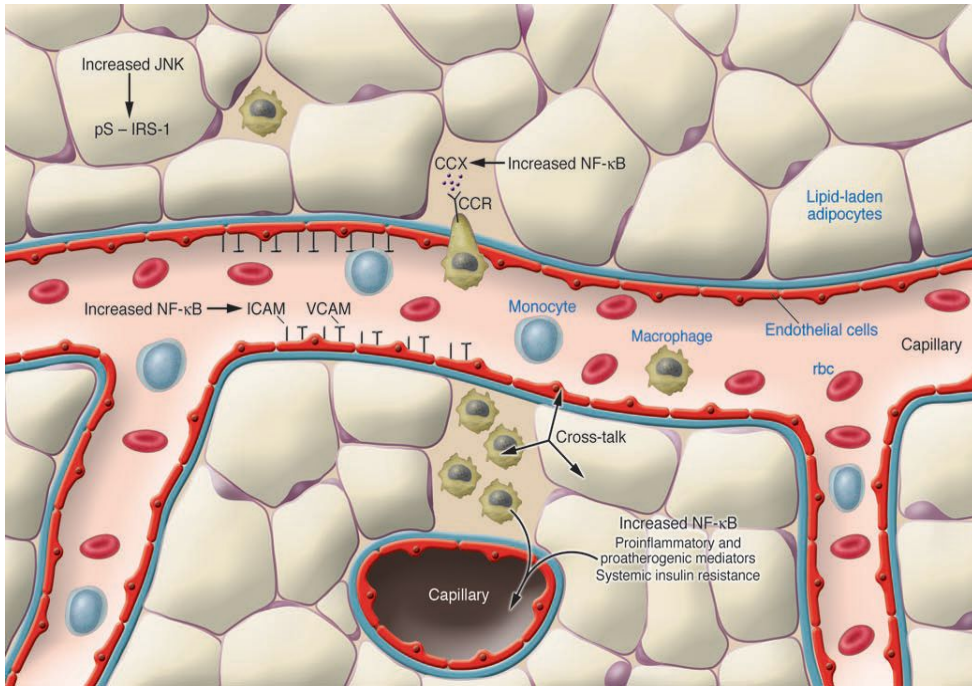 Increased JNK
pS – IRS-1
CCX
Increased NF-κB
CCR
Lipid-laden
adipocytes
Increased NF-κB
ICAM
VCAM
Monocyte
Endothelial cells
Macrophage
Capillary
rbc
Cross-talk
Increased NF-κB
Proinflammatory and
proatherogenic mediators
Systemic insulin resistance
Capillary